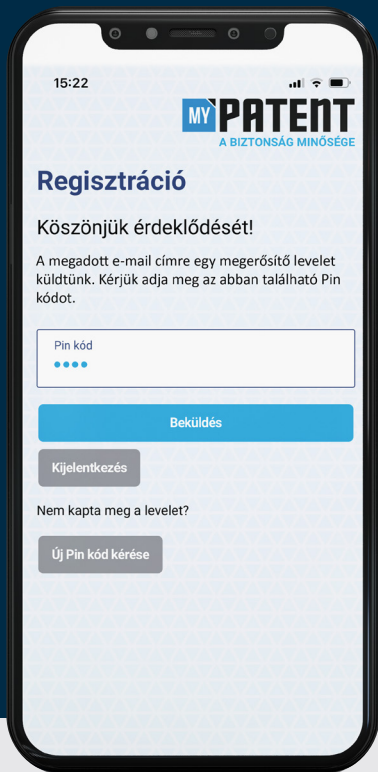 15:22
MY PATENT
A BIZTONSÁG MINŐSÉGE
Regisztráció
Köszönjük érdeklődését!
A megadott e-mail címre egy megerősítő levelet
küldtünk. Kérjük adja meg az abban található Pin
kódot.
Pin kód
Beküldés
Kijelentkezés
Nem kapta meg a levelet?
Új Pin kód kérése